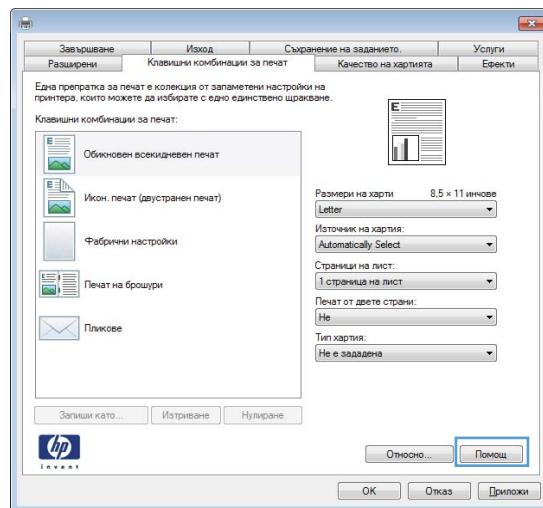 Завършване
Изход
Съхранение на заданието.
Услуги
Разширени
Клавишни комбинации за печат
Качество на хартията
Ефекти
Една препратка за печат е колекция от запаметени настройки на
принтера, които можете да избирате с едно единствено щракване.
Клавишни комбинации за печат:
Обикновен всекидневен печат
Икон. печат (двустранен печат)
Фабрични настройки
Печат на брошури
Пликове
E
Размери на харти 8,5 × 11 инчове
Letter
Източник на хартия:
Automatically Select
Страници на лист:
1 страница на лист
Печат от двете страни:
Не
Тип хартия:
Не е зададена
Запиши като...
Изтриване
Нулиране
hp
invent
Относно...
Помощ
OK
Отказ
Приложи